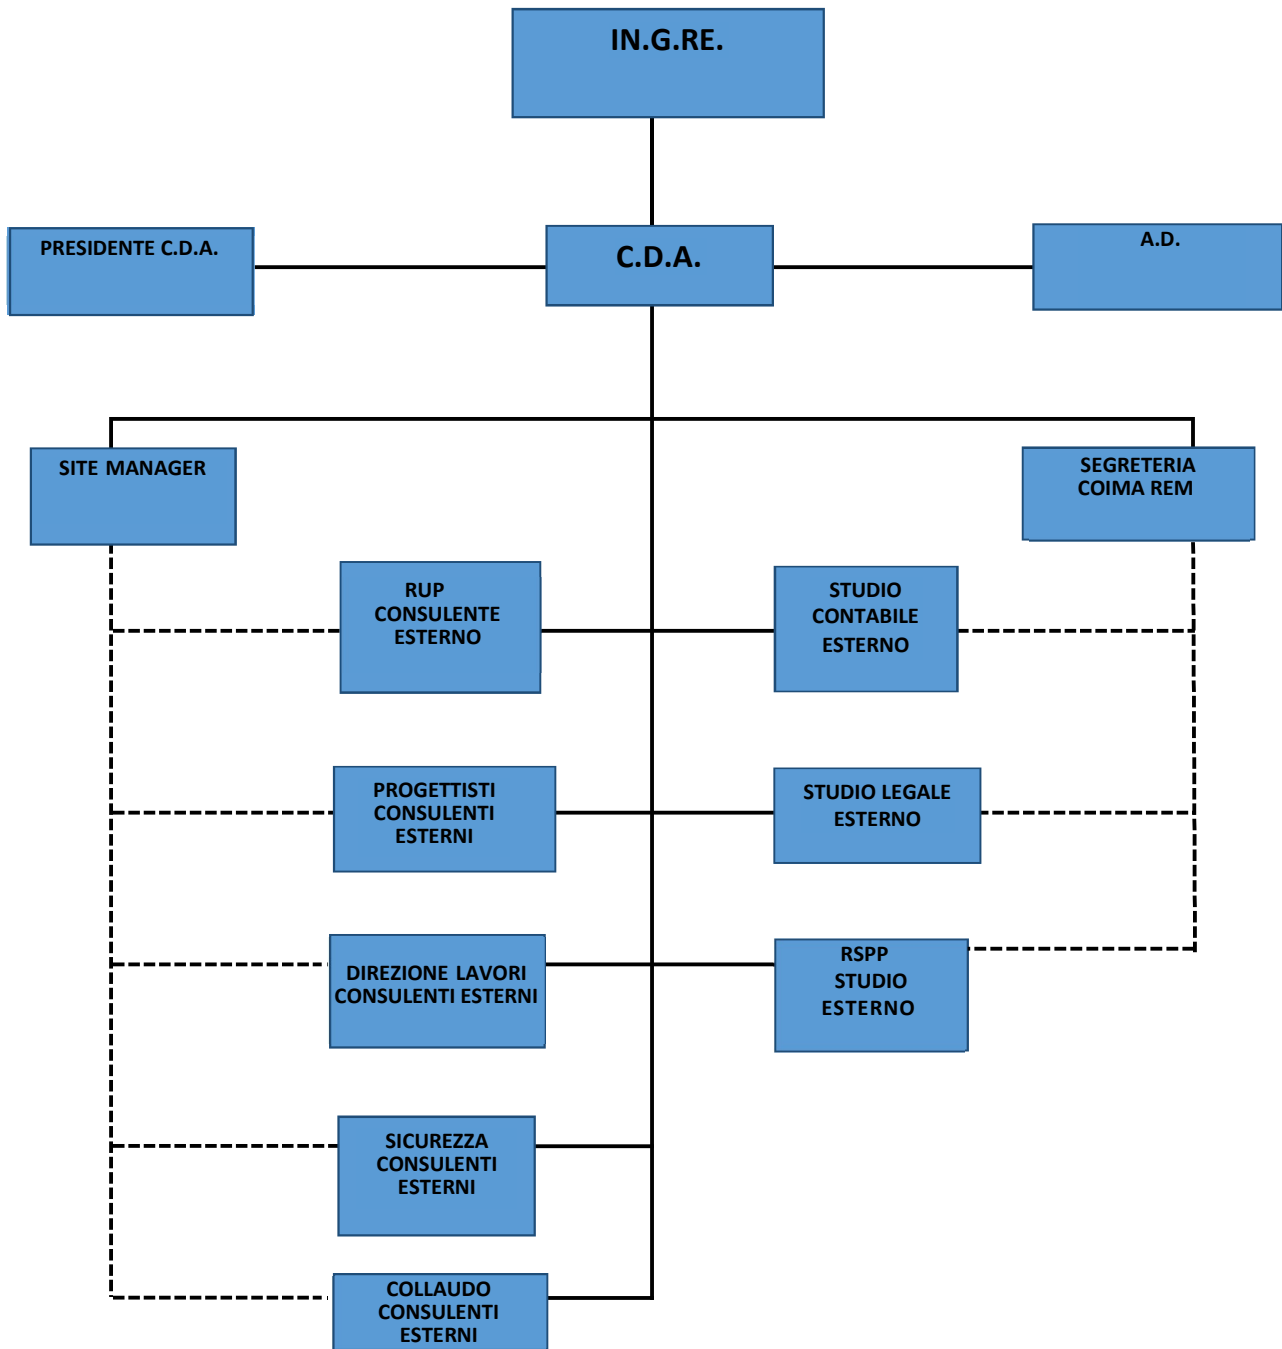 IN.G.RE.
PRESIDENTE C.D.A.
C.D.A.
A.D.
SITE MANAGER
SEGRETERIA
COIMA REM
RUP
CONSULENTE
ESTERNO
STUDIO
CONTABILE
ESTERNO
PROGETTISTI
CONSULENTI
ESTERNI
STUDIO LEGALE
ESTERNO
DIREZIONE LAVORI
CONSULENTI ESTERNI
RSPP
STUDIO
ESTERNO
SICUREZZA
CONSULENTI
ESTERNI
COLLAUDO
CONSULENTI
ESTERNI